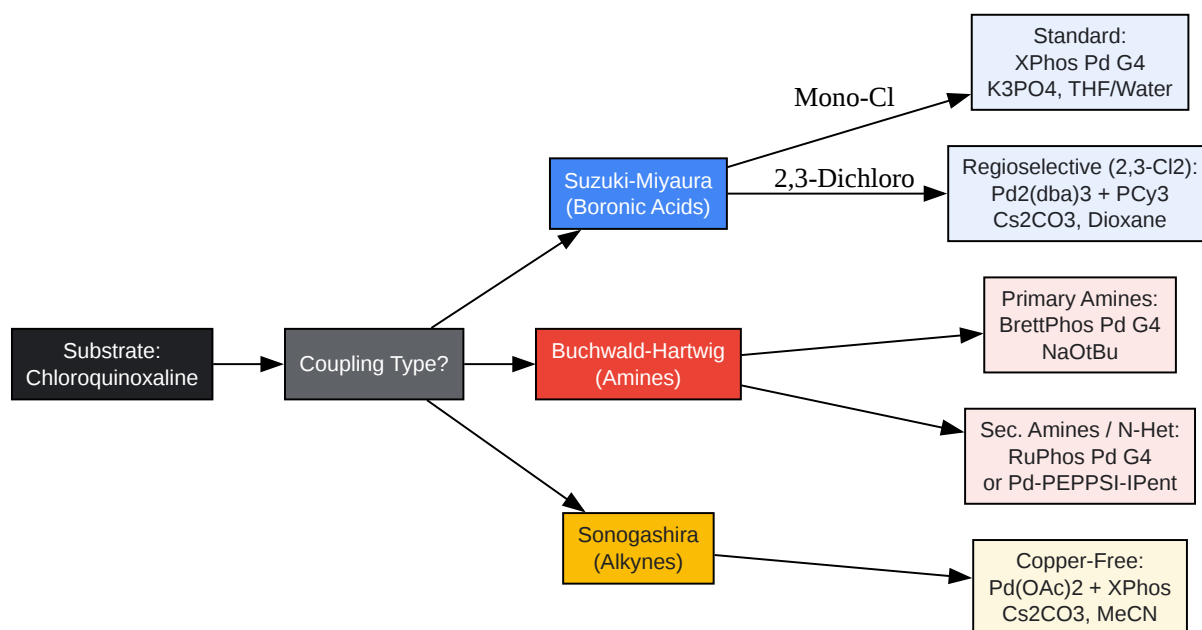 Substrate:
Chloroquinoxaline
Coupling Type?
Suzuki-Miyaura
(Boronic Acids)
Mono-Cl
Standard:
XPhos Pd G4
K3PO4, THF/Water
2,3-Dichloro
Regioselective (2,3-Cl2):
Pd2(dba)3 + PCy3
Cs2CO3, Dioxane
Buchwald-Hartwig
(Amines)
Primary Amines:
BrettPhos Pd G4
NaOtBu
Sec. Amines / N-Het:
RuPhos Pd G4
or Pd-PEPPSI-IPent
Sonogashira
(Alkynes)
Copper-Free:
Pd(OAc)2 + XPhos
Cs2CO3, MeCN